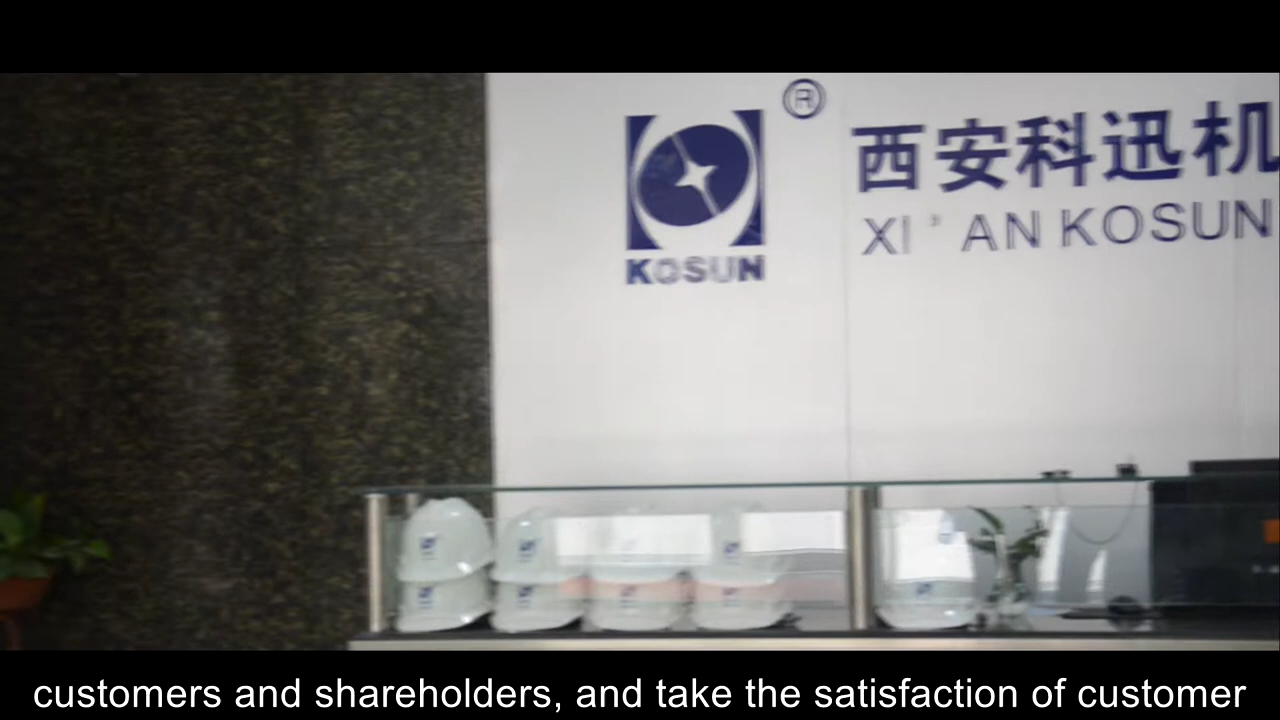 ®
KOSUN
西安科迅机
XI'AN KOSUN
customers and shareholders, and take the satisfaction of customer